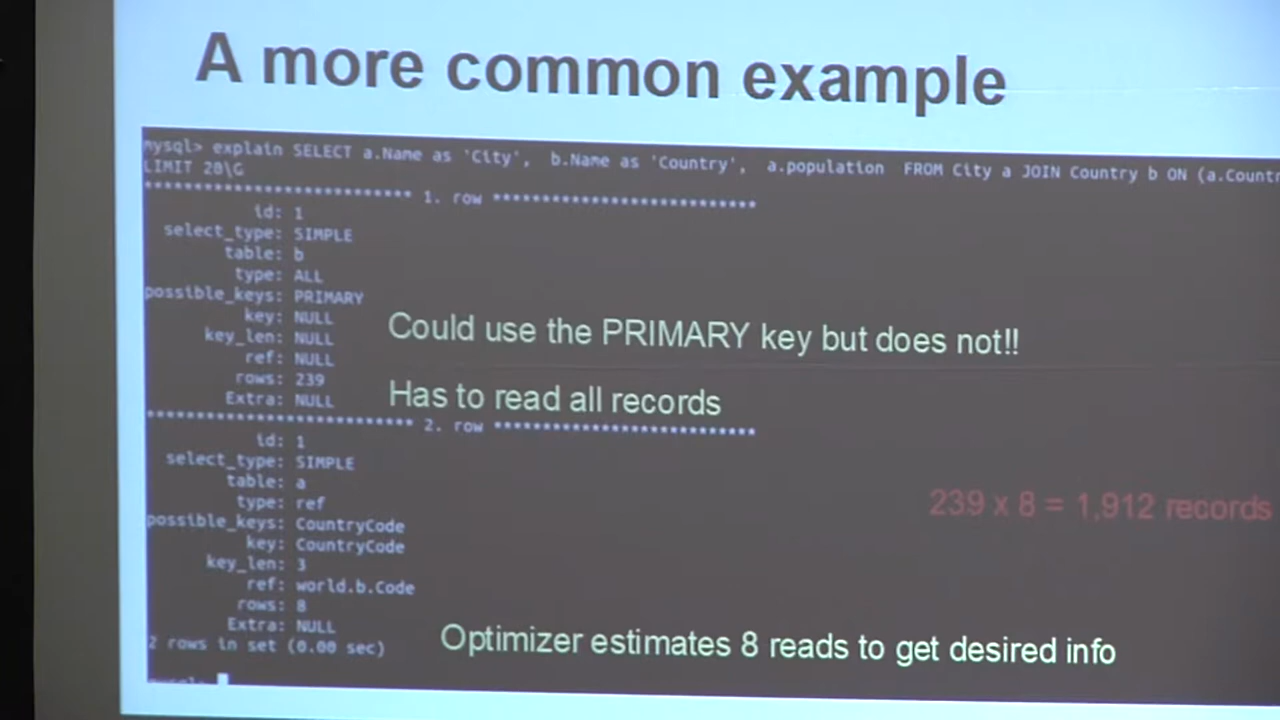 A more common example
mysql> explain SELECT a.Name as 'City', b.Name as 'Country', a.population FROM City a JOIN Country b ON (a.Countr
LIMIT 20\G
*************************** 1. row ***************************
id: 1
select_type: SIMPLE
table: b
type: ALL
possible_keys: PRIMARY
key: NULL
Could use the PRIMARY key but does not!!
key_len: NULL
ref: NULL
rows: 239
Has to read all records
Extra: NULL
*************************** 2. row ***************************
id: 1
select_type: SIMPLE
table: a
type: ref
239 x 8 = 1,912 records
possible_keys: CountryCode
key: CountryCode
key_len: 3
ref: world.b.Code
rows: 8
Extra: NULL
Optimizer estimates 8 reads to get desired info
2 rows in set (0.00 sec)